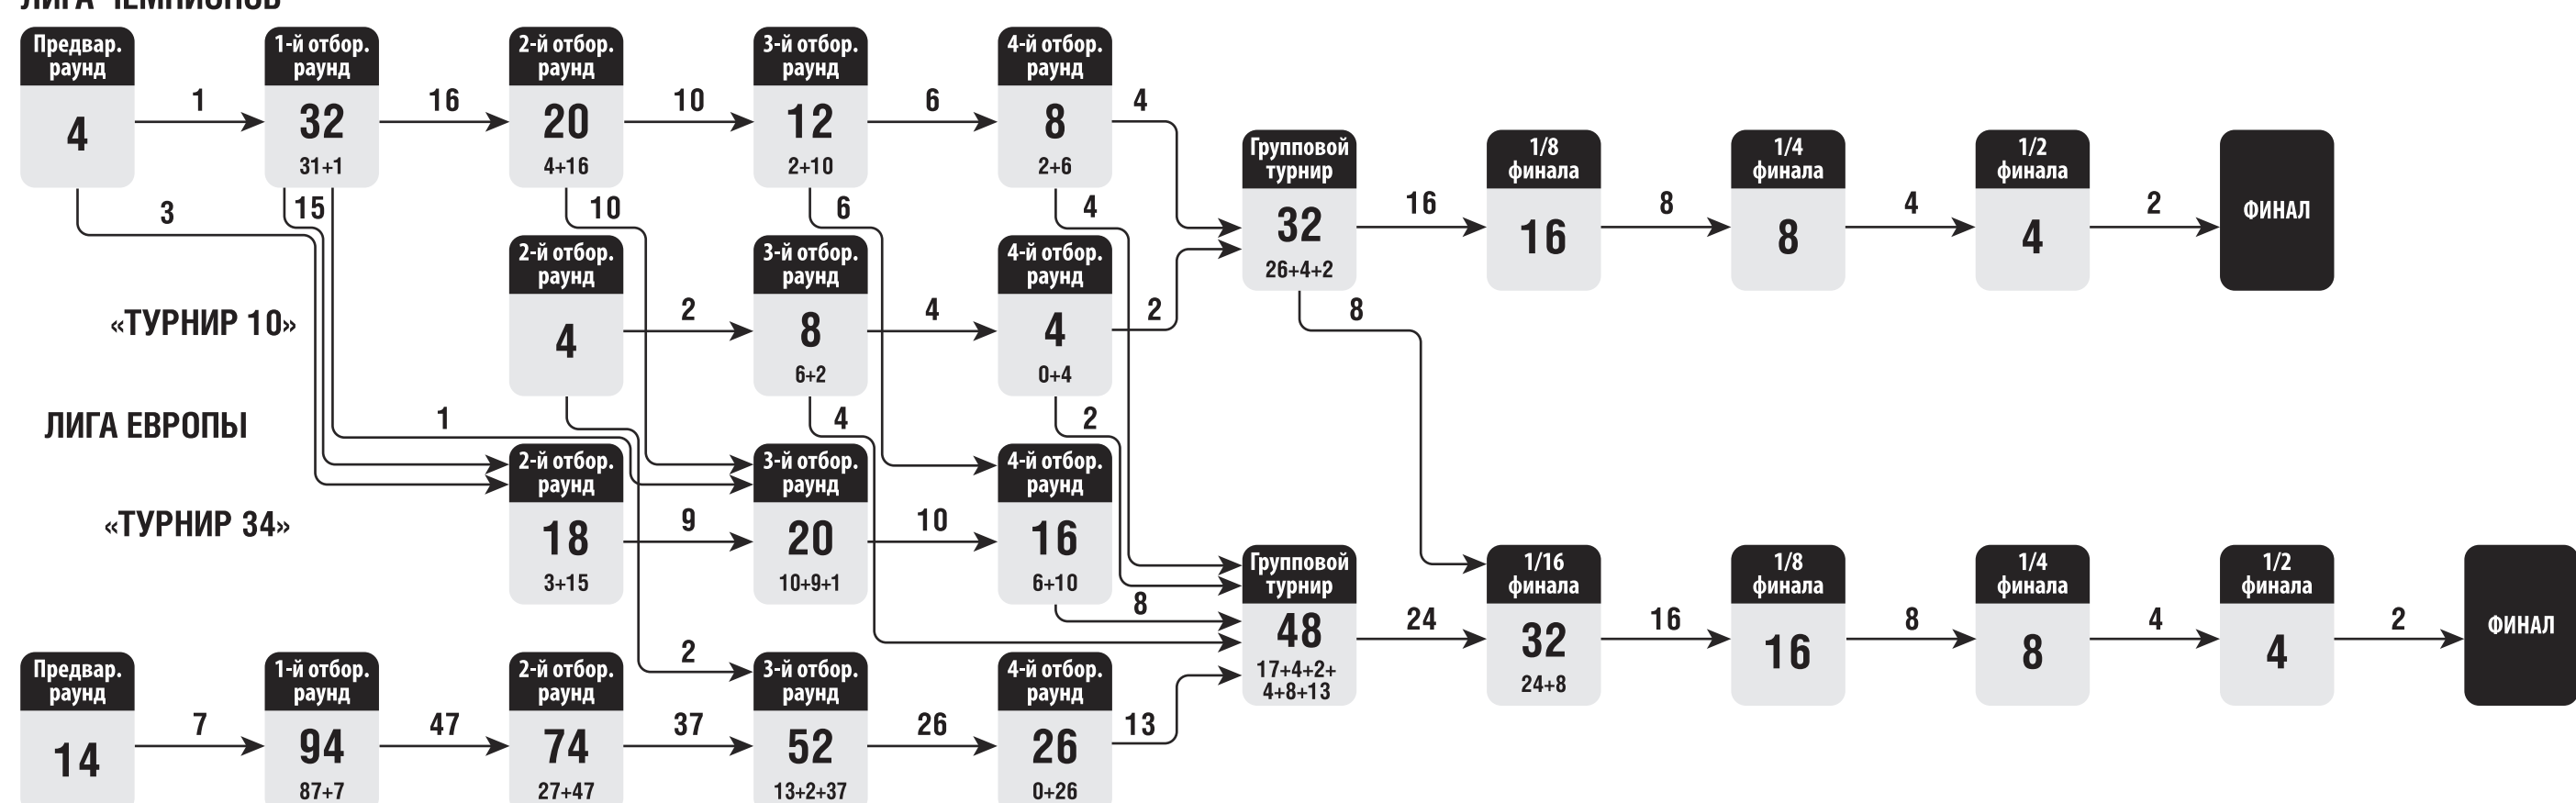 ЛИГА ЧЕМПИОНОВ
Предвар.
раунд
4
1
3
1-й отбор.
раунд
32
31+1
16
15
1
2-й отбор.
раунд
20
4+16
10
10
3-й отбор.
раунд
12
2+10
6
6
4-й отбор.
раунд
8
2+6
4
4
«ТУРНИР 10»
2-й отбор.
раунд
4
2
3-й отбор.
раунд
8
6+2
4
4
4-й отбор.
раунд
4
0+4
2
2
Групповой
турнир
32
26+4+2
16
8
1/8
финала
16
8
1/4
финала
8
4
1/2
финала
4
2
ФИНАЛ
ЛИГА ЕВРОПЫ
«ТУРНИР 34»
2-й отбор.
раунд
18
3+15
9
3-й отбор.
раунд
20
10+9+1
10
4-й отбор.
раунд
16
6+10
8
Предвар.
раунд
14
7
1-й отбор.
раунд
94
87+7
47
2-й отбор.
раунд
74
27+47
37
2
3-й отбор.
раунд
52
13+2+37
26
4-й отбор.
раунд
26
0+26
13
Групповой
турнир
48
17+4+2+
4+8+13
24
1/16
финала
32
24+8
16
1/8
финала
16
8
1/4
финала
8
4
1/2
финала
4
2
ФИНАЛ